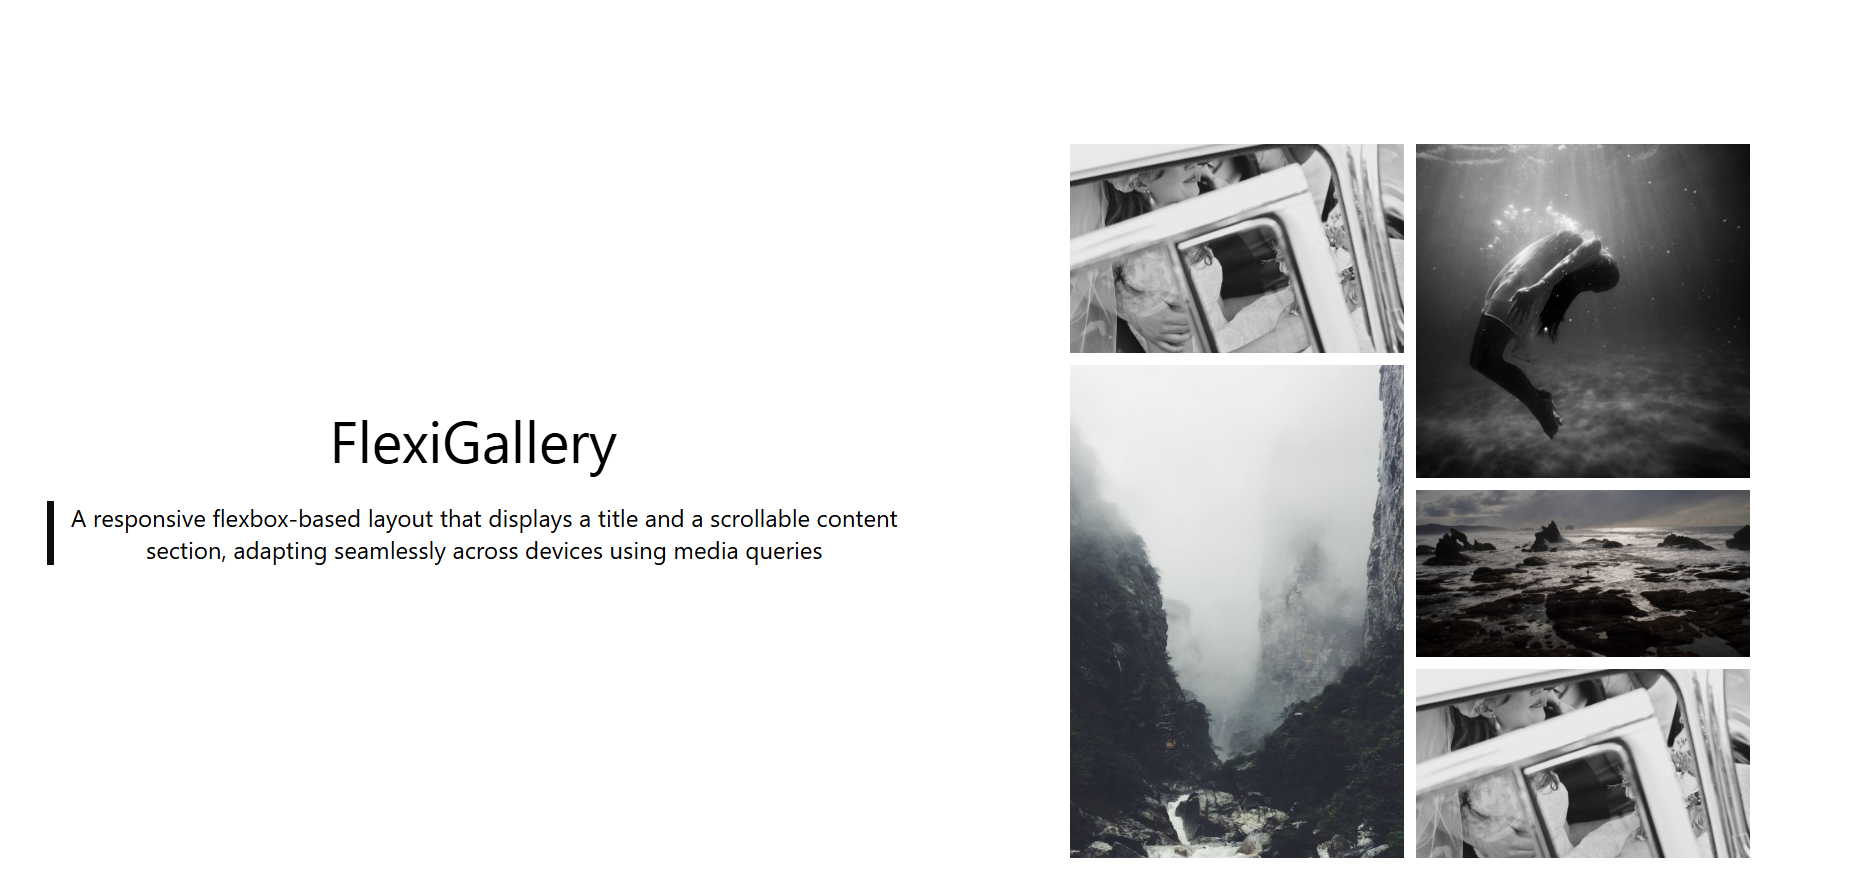 FlexiGallery
A responsive flexbox-based layout that displays a title and a scrollable content
section, adapting seamlessly across devices using media queries